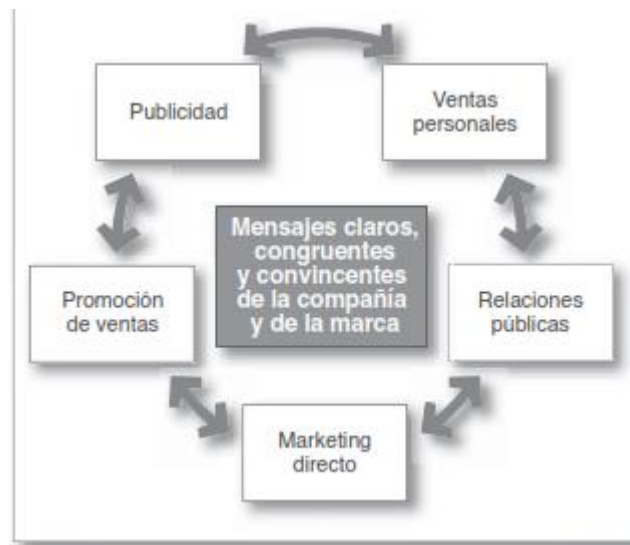 Publicidad
Ventas
personales
Mensajes claros,
congruentes
y convincentes
de la compañía
y de la marca
Promoción
de ventas
Relaciones
públicas
Marketing
directo